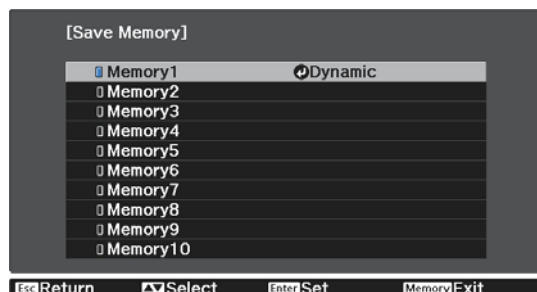 [Save Memory]
Memory1 Dynamic
Memory2
Memory3
Memory4
Memory5
Memory6
Memory7
Memory8
Memory9
Memory10
Esc Return Select Enter Set Memory Exit